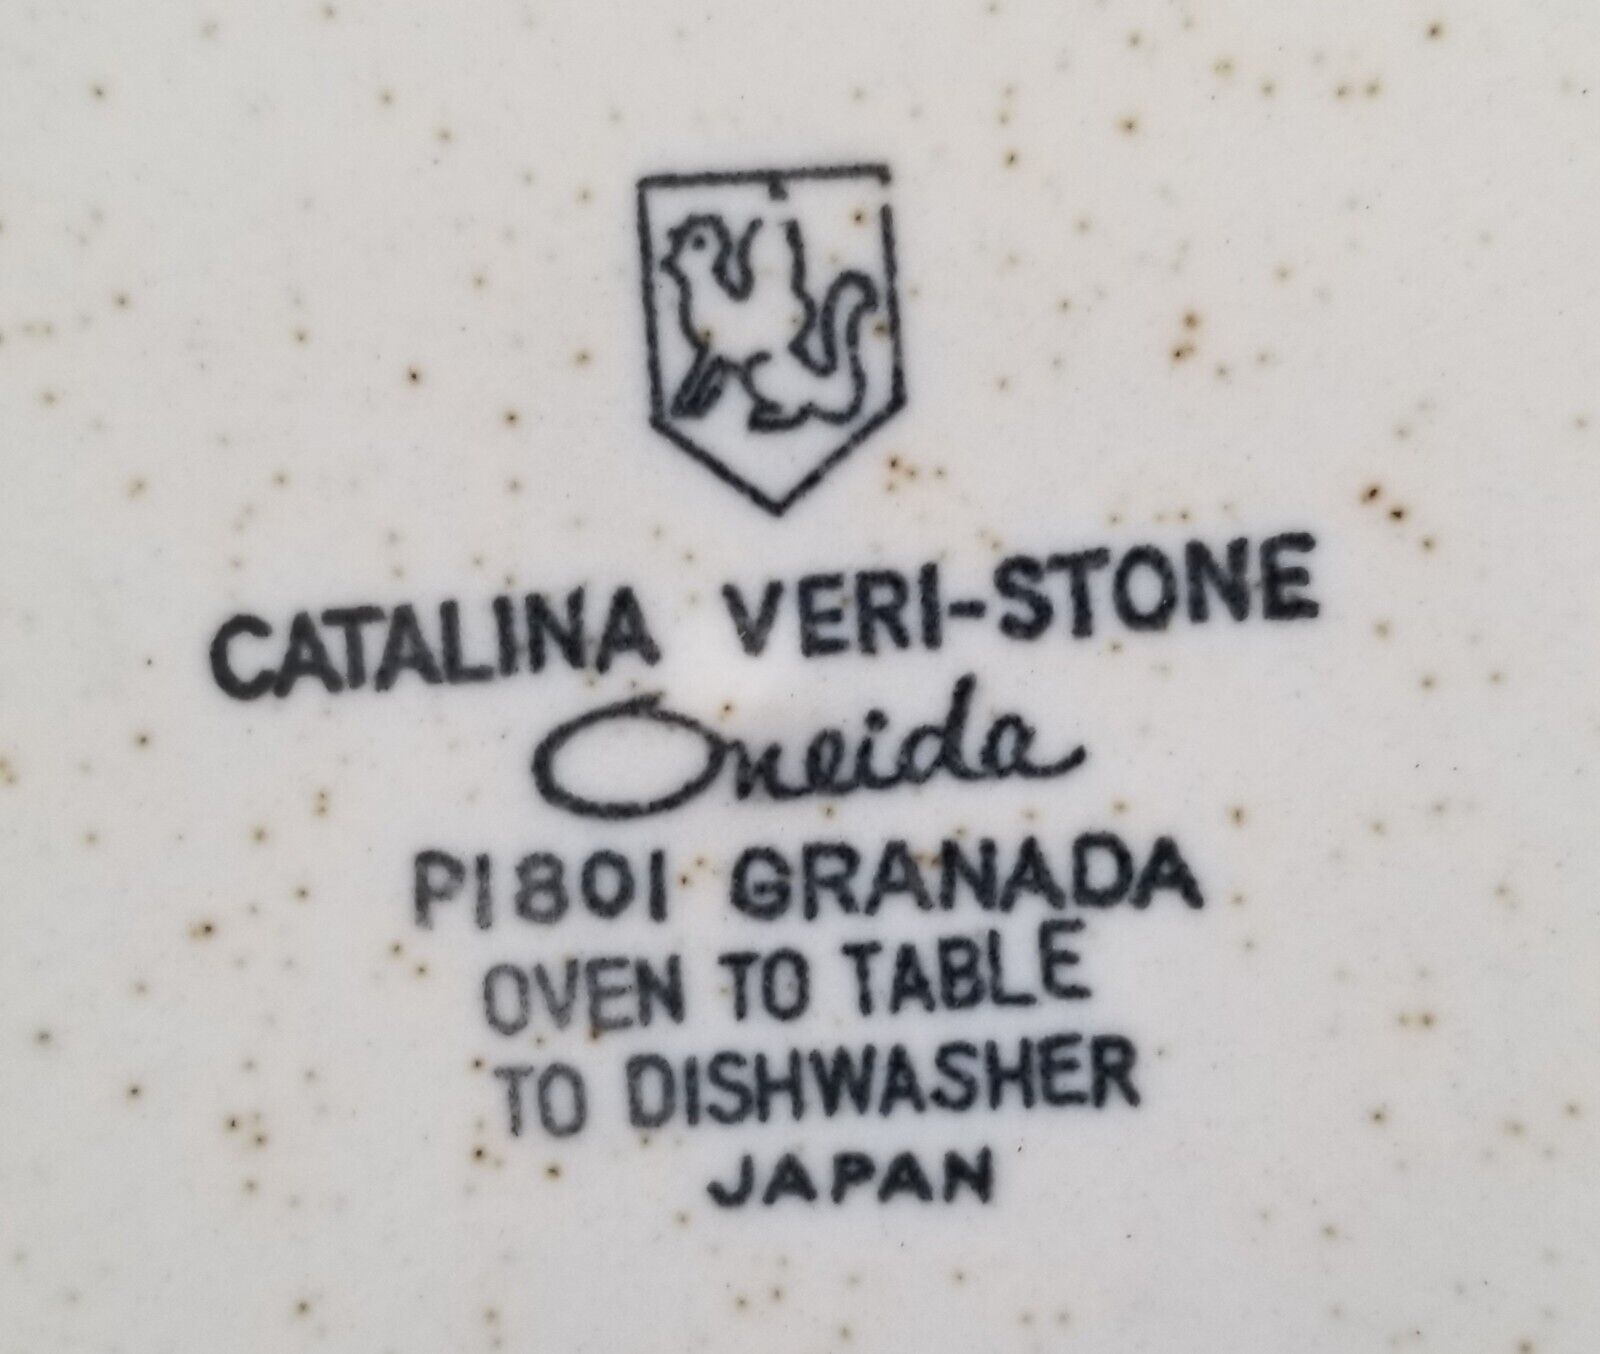 CATALINA VERI-STONE
Oneida
P1801 GRANADA
OVEN TO TABLE
TO DISHWASHER
JAPAN